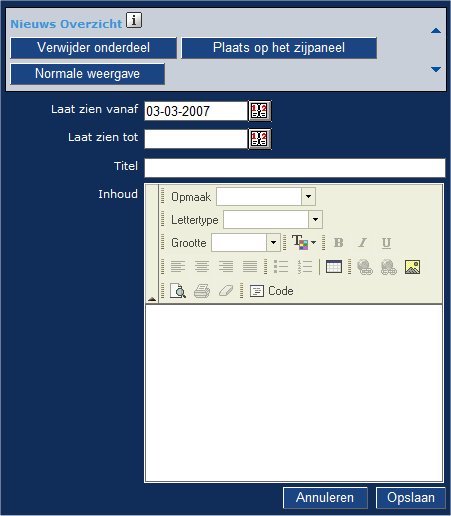 Nieuws Overzicht i
Verwijder onderdeel Plaats op het zijpaneel
Normale weergave
Laat zien vanaf 03-03-2007
Laat zien tot
Titel
Inhoud
Opmaak
Lettertype
Grootte T B I U
Code
Annuleren Opslaan